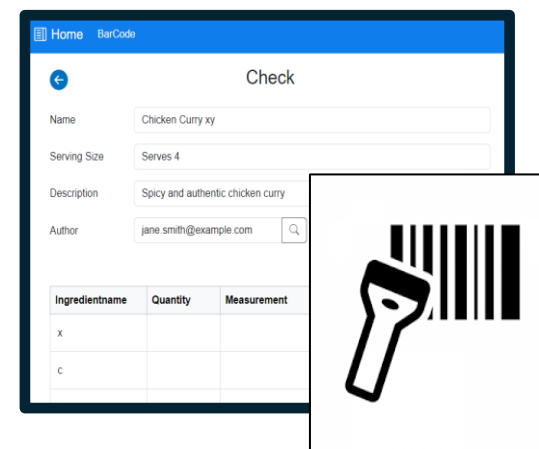 Home BarCode
Check
Name Chicken Curry xy
Serving Size Serves 4
Description Spicy and authentic chicken curry
Author jane.smith@example.com
Ingredientname Quantity Measurement
x
c